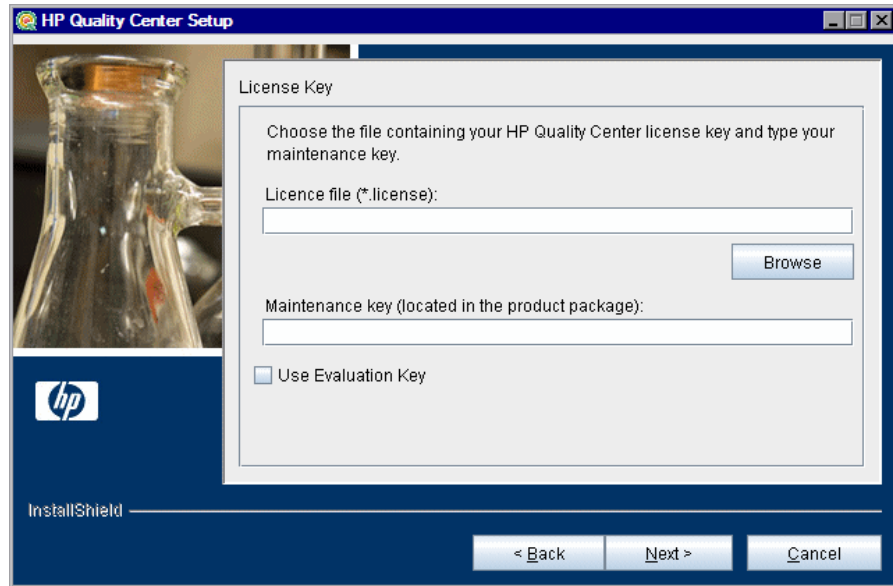 HP Quality Center Setup
License Key
Choose the file containing your HP Quality Center license key and type your
maintenance key.
Licence file (*.license):
Browse
Maintenance key (located in the product package):
Use Evaluation Key
hp
InstallShield
< Back
Next >
Cancel